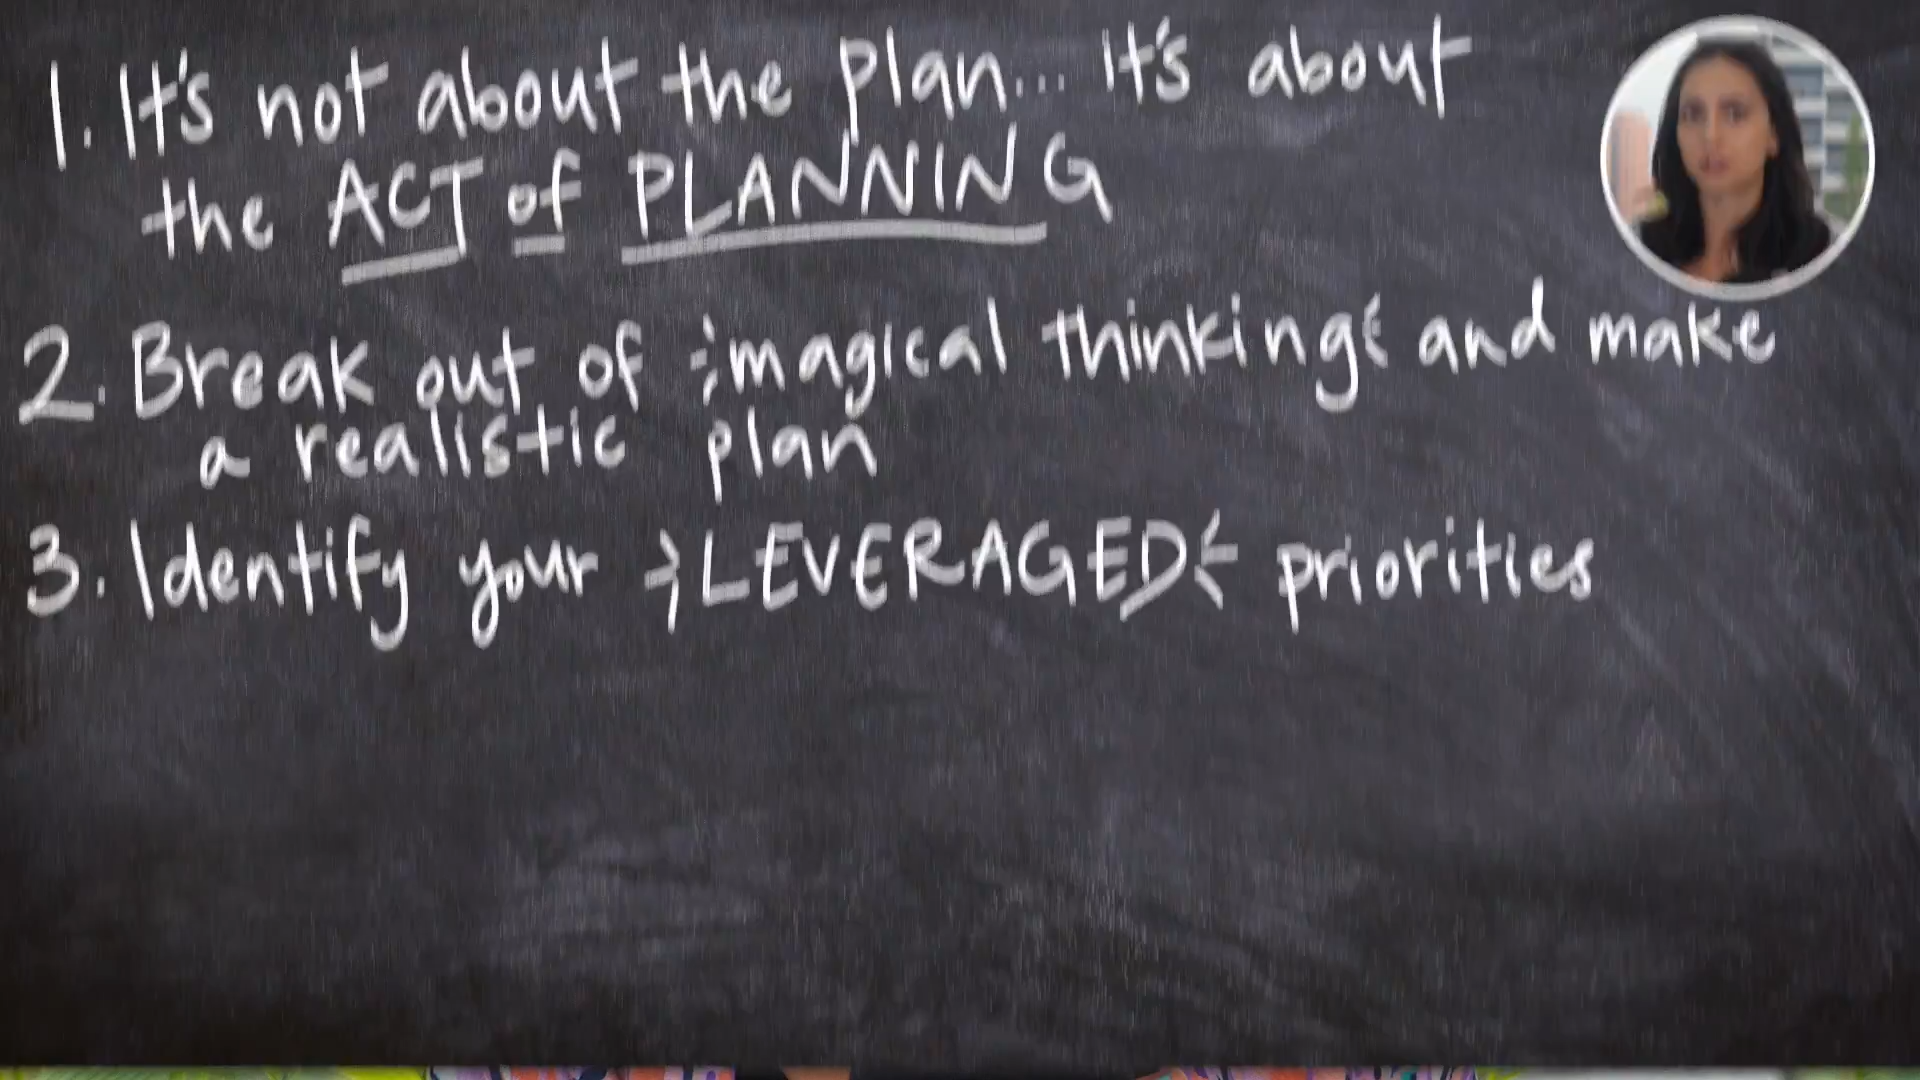 1. It's not about the plan... it's about
the ACT of PLANNING
2. Break out of magical thinking and make
a realistic plan
3. Identify your LEVERAGED priorities